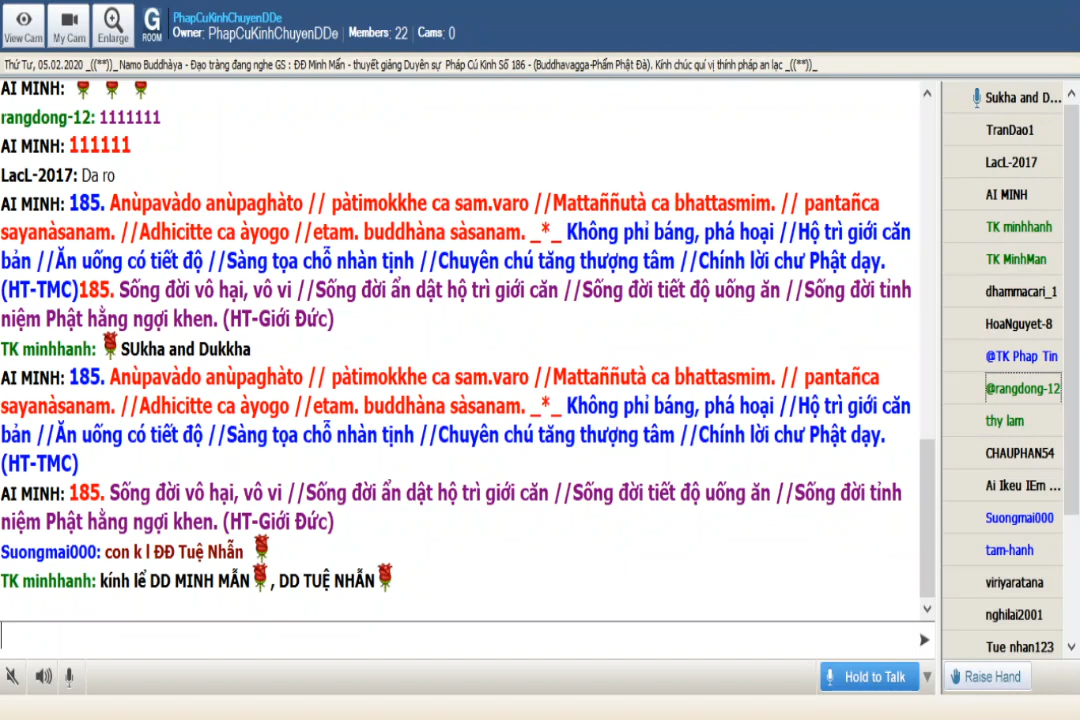 PhapCuKinhChuyenDDe
Owner: PhapCuKinhChuyenDDe | Members: 22 | Cams: 0
View Cam
My Cam
Enlarge
G
ROOM
Thứ Tư, 05.02.2020 _((**))_ Namo Buddhàya - Đạo tràng đang nghe GS : ĐĐ Minh Mẩn - thuyết giảng Duyên sự Pháp Cú Kinh Số 186 - (Buddhavagga-Phẩm Phật Đà). Kính chúc quí vị thính pháp an lạc _((**))_
AI MINH:
rangdong-12: 1111111
AI MINH: 111111
LacL-2017: Da ro
AI MINH: 185. Anùpavàdo anùpaghàto // pàtimokkhe ca sam.varo //Mattaññutà ca bhattasmim. // pantañca
sayanàsanam. //Adhicitte ca àyogo //etam. buddhàna sàsanam. _*_ Không phỉ báng, phá hoại //Hộ trì giới căn
bản //Ăn uống có tiết độ //Sàng tọa chỗ nhàn tịnh //Chuyên chú tăng thượng tâm //Chính lời chư Phật dạy.
(HT-TMC)185. Sống đời vô hại, vô vi //Sống đời ẩn dật hộ trì giới căn //Sống đời tiết độ uống ăn //Sống đời tỉnh
niệm Phật hằng ngợi khen. (HT-Giới Đức)
TK minhhanh: SUkha and Dukkha
AI MINH: 185. Anùpavàdo anùpaghàto // pàtimokkhe ca sam.varo //Mattaññutà ca bhattasmim. // pantañca
sayanàsanam. //Adhicitte ca àyogo //etam. buddhàna sàsanam. _*_ Không phỉ báng, phá hoại //Hộ trì giới căn
bản //Ăn uống có tiết độ //Sàng tọa chỗ nhàn tịnh //Chuyên chú tăng thượng tâm //Chính lời chư Phật dạy.
(HT-TMC)
AI MINH: 185. Sống đời vô hại, vô vi //Sống đời ẩn dật hộ trì giới căn //Sống đời tiết độ uống ăn //Sống đời tỉnh
niệm Phật hằng ngợi khen. (HT-Giới Đức)
Suongmai000: con k l ĐĐ Tuệ Nhẫn
TK minhhanh: kính lể DD MINH MẪN , DD TUỆ NHẪN
Sukha and D...
TranDao1
LacL-2017
AI MINH
TK minhhanh
TK MinhMan
dhammacari_1
HoaNguyet-8
@TK Phap Tin
@rangdong-12
thy lam
CHAUPHAN54
Ai Ikeu IEm ...
Suongmai000
tam-hanh
viriyaratana
nghilai2001
Tue nhan123
Hold to Talk
Raise Hand